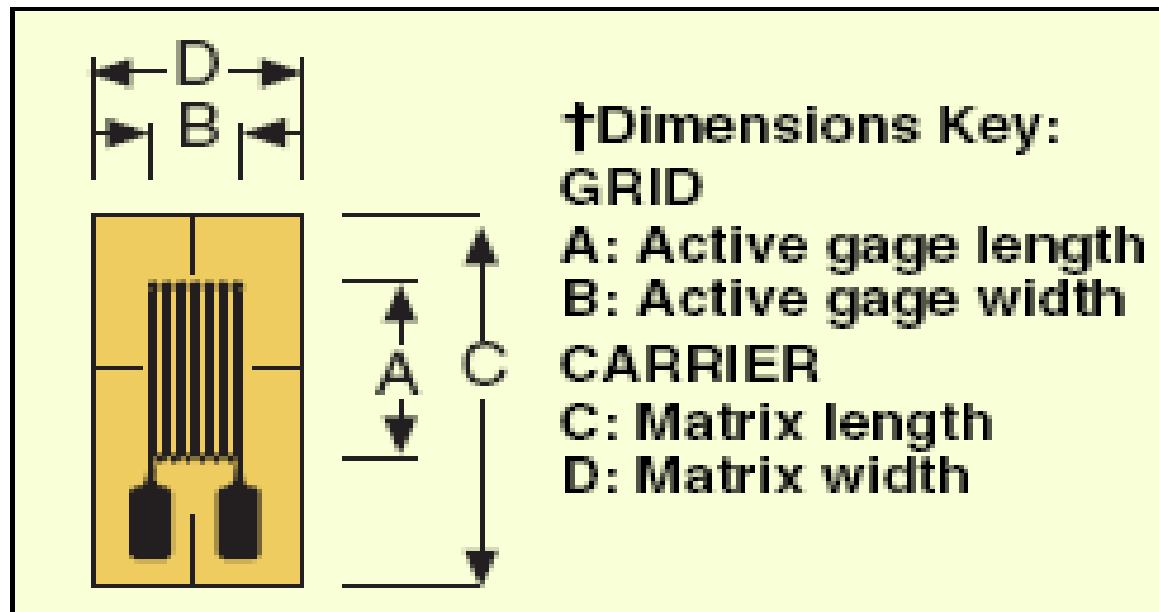 D
B
A
C
†Dimensions Key:
GRID
A: Active gage length
B: Active gage width
CARRIER
C: Matrix length
D: Matrix width